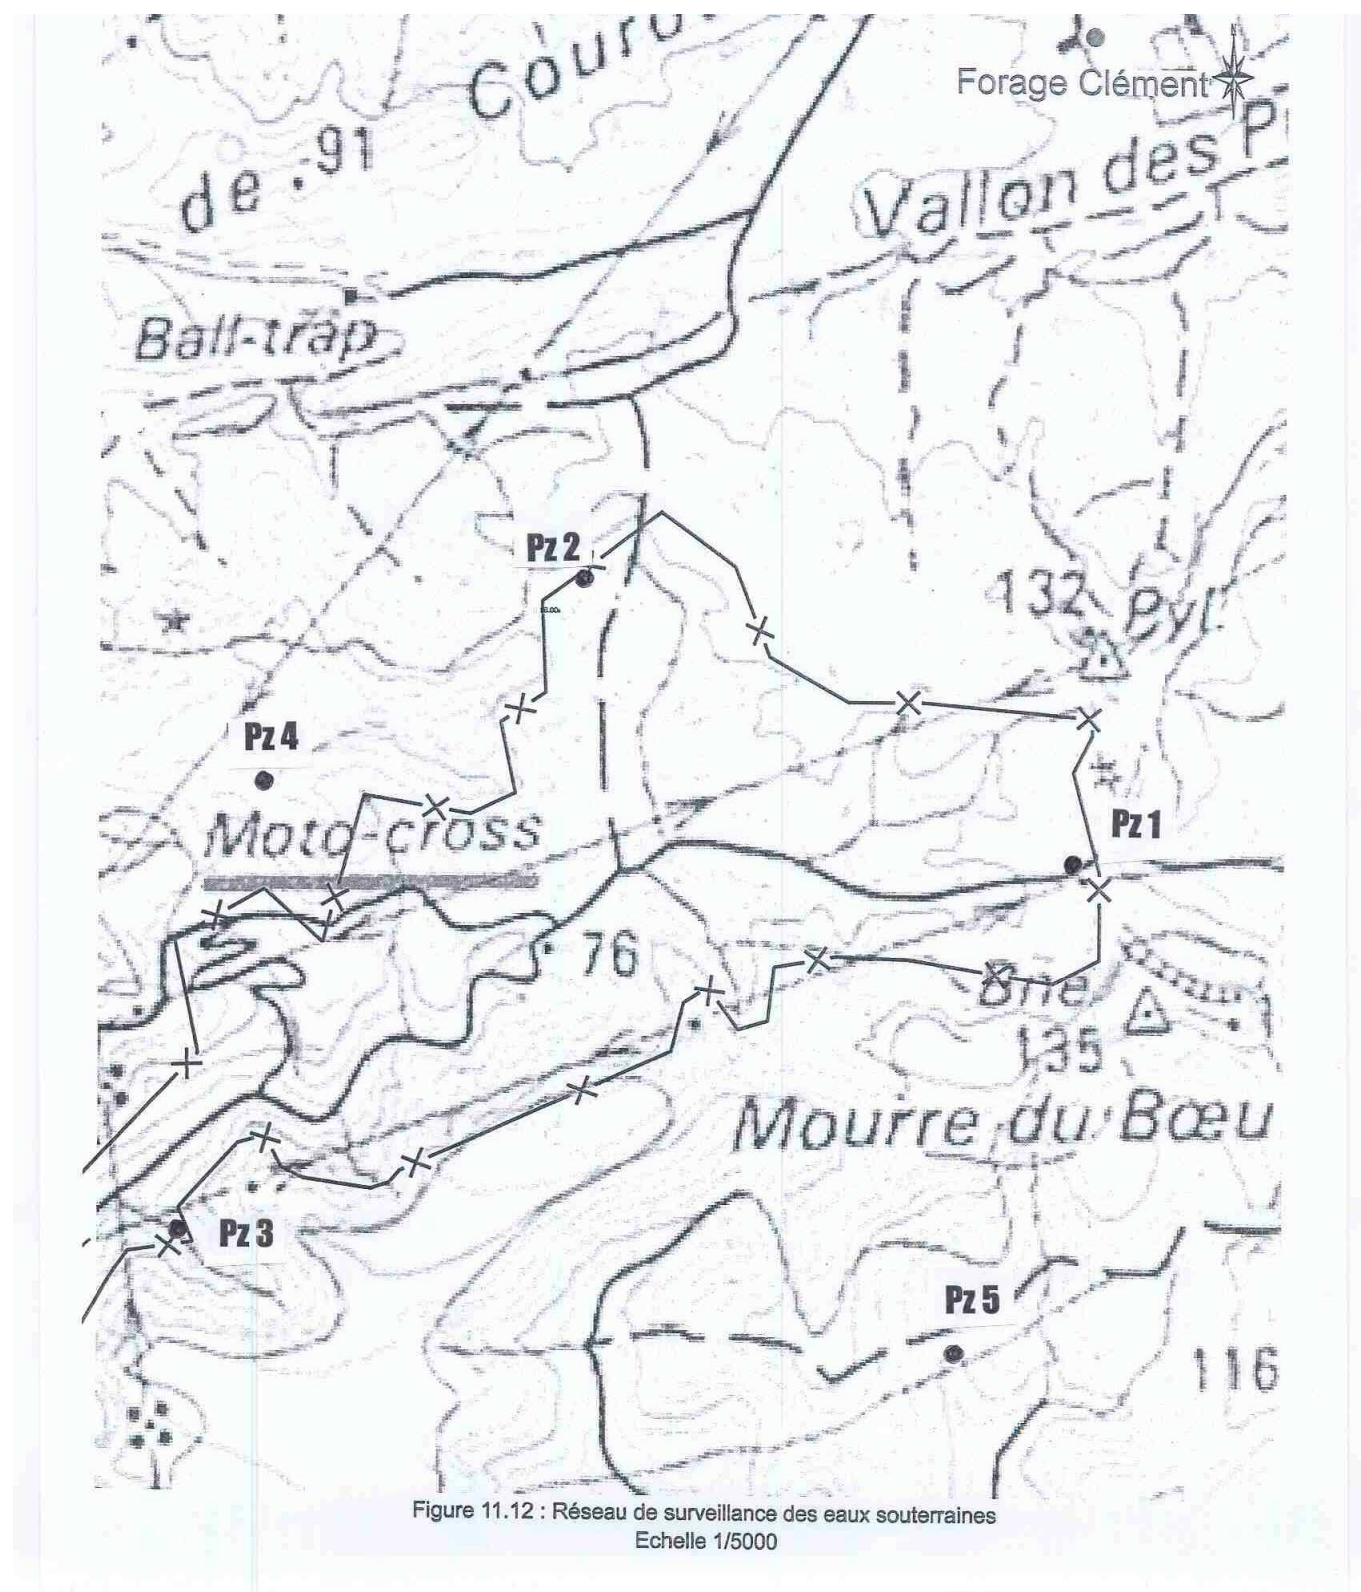 Forage Clément
de .91
Vallon des
Ball-trap
Pz 2
132
Pyl.
Pz 4
Moto-cross
Pz 1
76
Brie
135
Mourre du Bœu
Pz 3
Pz 5
116
Figure 11.12 : Réseau de surveillance des eaux souterraines
Echelle 1/5000